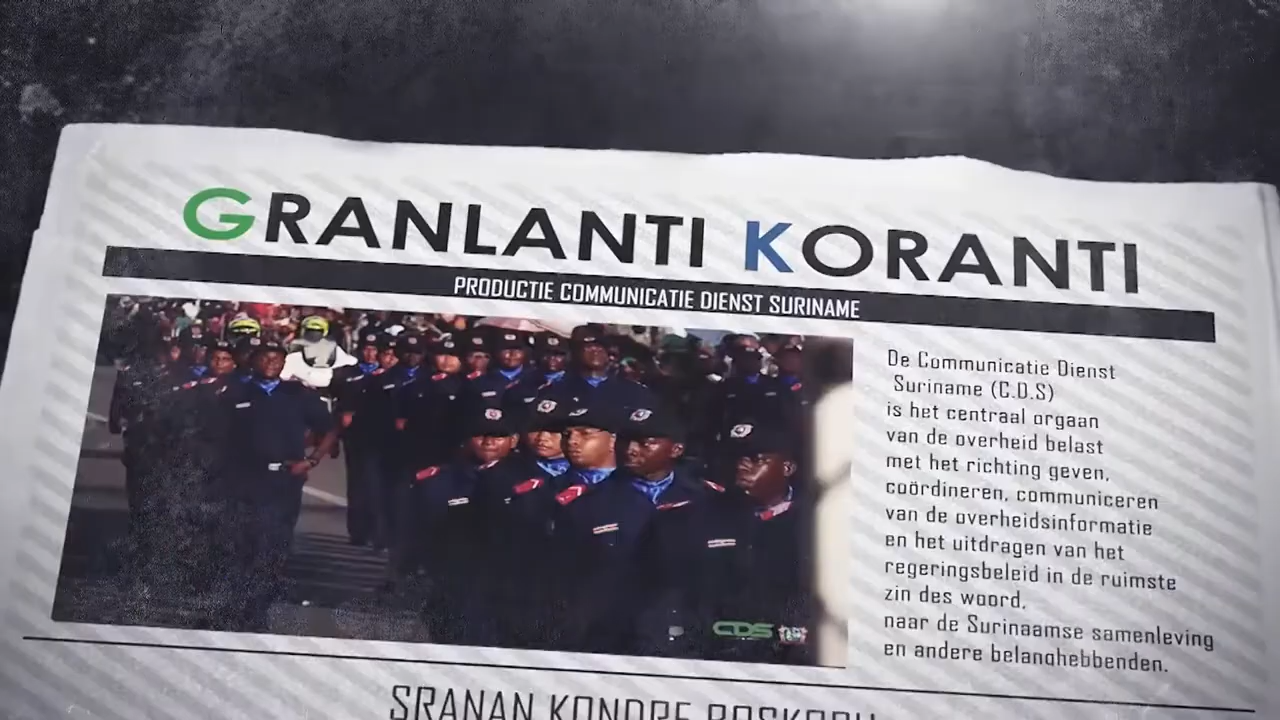 GRANLANTI KORANTI
PRODUCTIE COMMUNICATIE DIENST SURINAME
De Communicatie Dienst
Suriname (C.D.S)
is het centraal orgaan
van de overheid belast
met het richting geven,
coördineren, communiceren
van de overheidsinformatie
en het uitdragen van het
regeringsbeleid in de ruimste
zin des woord,
naar de Surinaamse samenleving
en andere belanghebbenden.
CDS
SRANAN KONDRE